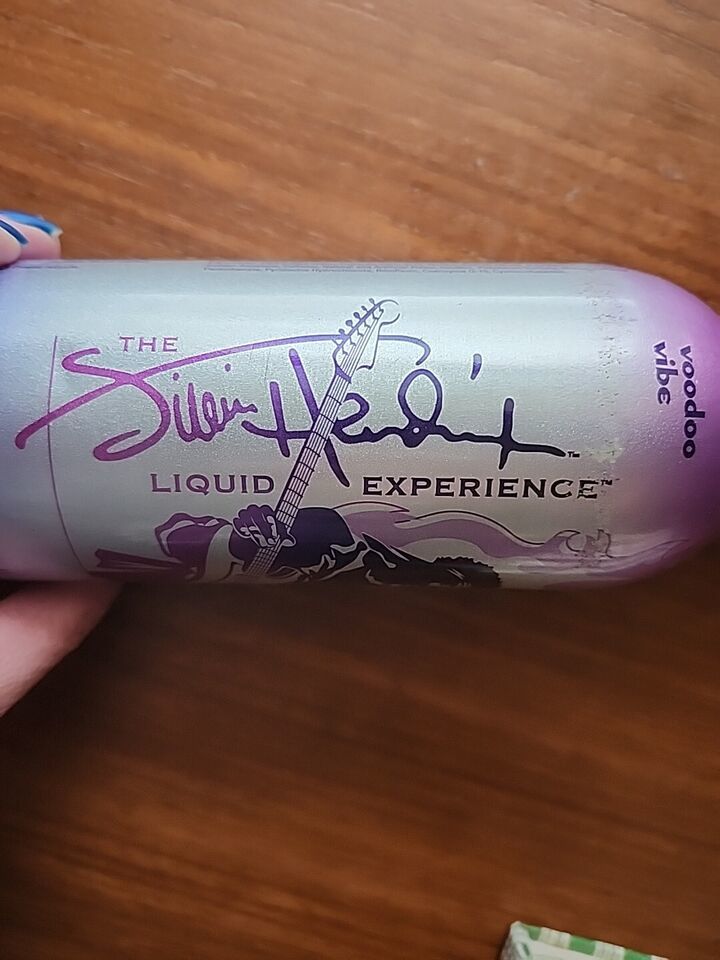 THE
Jimi Hendrix
LIQUID EXPERIENCE™
voodoo
vibe